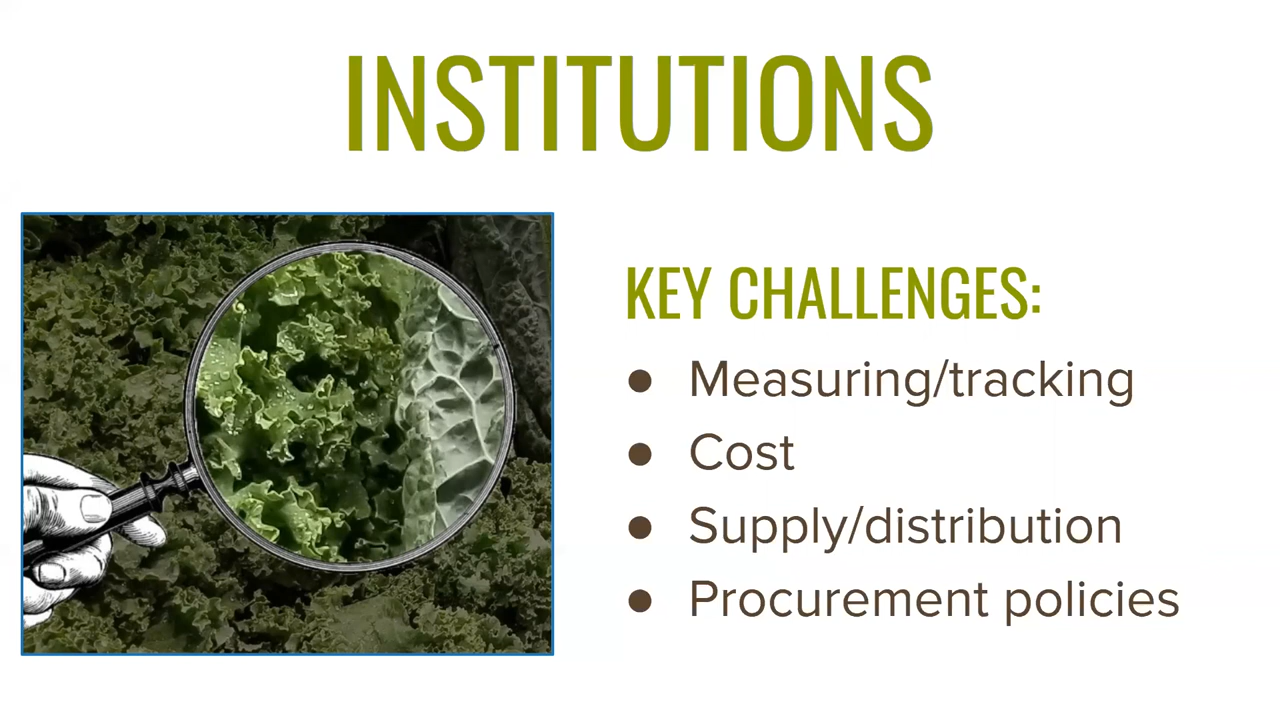 INSTITUTIONS
KEY CHALLENGES:
● Measuring/tracking
● Cost
● Supply/distribution
● Procurement policies